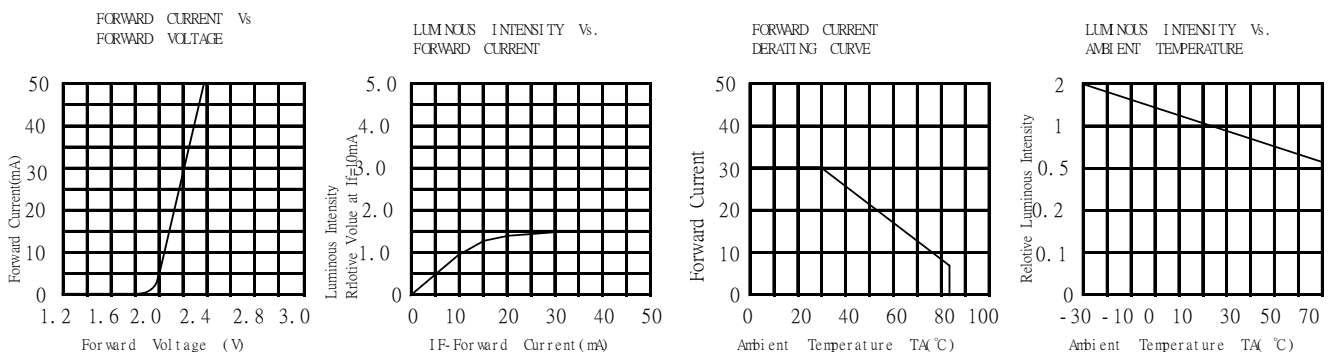 FORWARD CURRENT Vs
FORWARD VOLTAGE
50
40
30
20
10
0
Forward Current(mA)
1.2 1.6 2.0 2.4 2.8 3.0
Forward Voltage (V)
LUMINOUS INTENSITY Vs.
FORWARD CURRENT
5.0
4.0
3.0
2.0
1.0
0
Luminous Intensity
Rrlotive Volue at If=10mA
0 10 20 30 40 50
IF-Forward Current(mA)
FORWARD CURRENT
DERATING CURVE
50
40
30
20
10
0
Forward Current
0 20 40 60 80 100
Ambient Temperature TA(℃)
LUMINOUS INTENSITY Vs.
AMBIENT TEMPERATURE
2
1
0.5
0.2
0.1
0
Relotive Luminous Intensity
-30 -10 0 10 30 50 70
Ambient Temperature TA(℃)